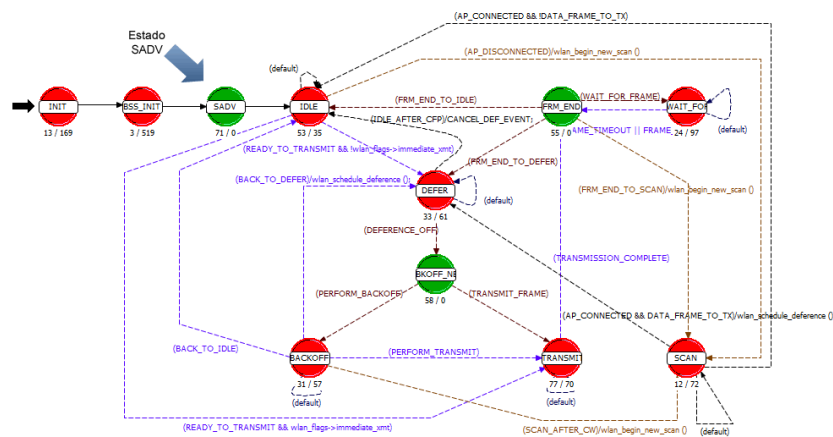 (AP_CONNECTED && !DATA_FRAME_TO_TX)
Estado
SADV
(AP_DISCONNECTED)/wlan_begin_new_scan ()
(default)
INIT
BSS_INIT
SADV
IDLE
(FRM_END_TO_IDLE)
FRM_END
(WAIT_FOR_FRAME)
WAIT_FOR
(default)
13 / 169
3 / 519
71 / 0
53 / 35
(IDLE_AFTER_CFP)/CANCEL_DEF_EVENT;
55 / 0
AME_TIMEOUT || FRAME_
24 / 97
(READY_TO_TRANSMIT && !wlan_flags->immediate_xmt)
(FRM_END_TO_DEFER)
(BACK_TO_DEFER)/wlan_schedule_deference ();
DEFER
(FRM_END_TO_SCAN)/wlan_begin_new_scan ()
(default)
33 / 61
(DEFERENCE_OFF)
(TRANSMISSION_COMPLETE)
BKOFF_NE
58 / 0
(PERFORM_BACKOFF)
(TRANSMIT_FRAME)
(AP_CONNECTED && DATA_FRAME_TO_TX)/wlan_schedule_deference ()
(BACK_TO_IDLE)
BACKOFF
(PERFORM_TRANSMIT)
TRANSMIT
SCAN
31 / 57
77 / 70
12 / 72
(default)
(default)
(READY_TO_TRANSMIT && wlan_flags->immediate_xmt)
(SCAN_AFTER_CW)/wlan_begin_new_scan ()
(default)